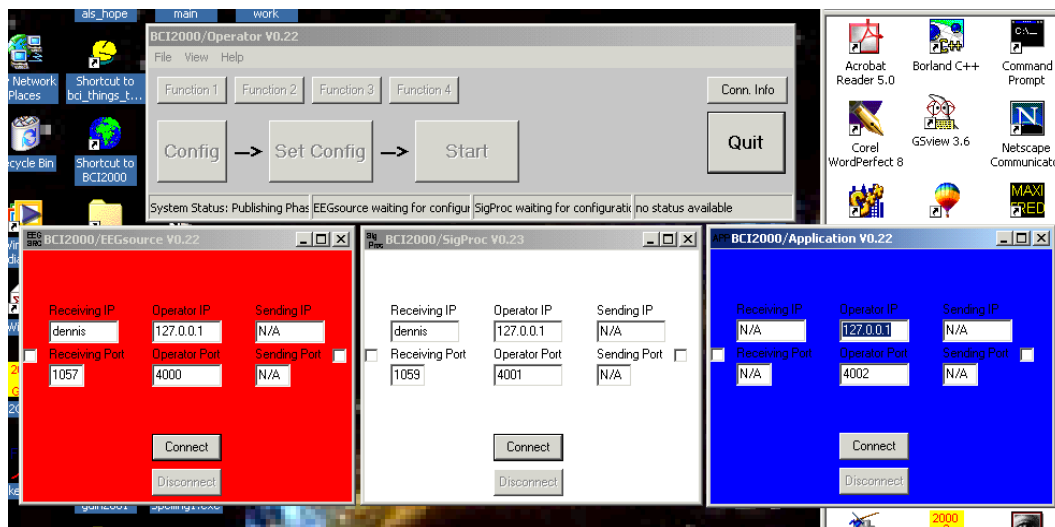 als_hope main work
BCI2000/Operator V0.22
File View Help
Function 1 Function 2 Function 3 Function 4 Conn. Info
Config --> Set Config --> Start Quit
System Status: Publishing Phas EEGsource waiting for configur SigProc waiting for configuratic no status available
Network Places
Shortcut to bci_things_t...
Shortcut to BCI2000
Acrobat Reader 5.0
Borland C++
Command Prompt
Corel WordPerfect 8
GSview 3.6
Netscape Communicato
MAXI
FRED
EEG SRC BCI2000/EEGsource V0.22
Receiving IP Operator IP Sending IP
dennis 127.0.0.1 N/A
Receiving Port Operator Port Sending Port
1057 4000 N/A
Connect
Disconnect
Sig Proc BCI2000/SigProc V0.23
Receiving IP Operator IP Sending IP
dennis 127.0.0.1 N/A
Receiving Port Operator Port Sending Port
1059 4001 N/A
Connect
Disconnect
APP BCI2000/Application V0.22
Receiving IP Operator IP Sending IP
N/A 127.0.0.1 N/A
Receiving Port Operator Port Sending Port
N/A 4002 N/A
Connect
Disconnect
2000